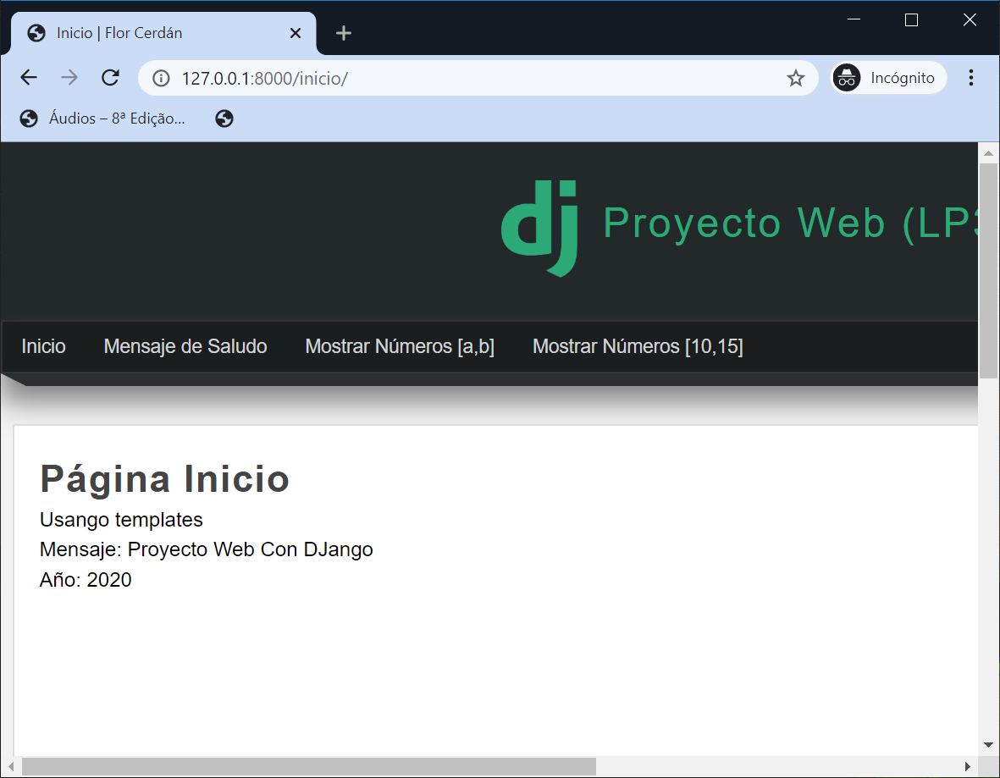 Inicio | Flor Cerdán
127.0.0.1:8000/inicio/
Incógnito
Áudios – 8ª Edição...
dj
Proyecto Web (LP3
Inicio
Mensaje de Saludo
Mostrar Números [a,b]
Mostrar Números [10,15]
Página Inicio
Usango templates
Mensaje: Proyecto Web Con DJango
Año: 2020